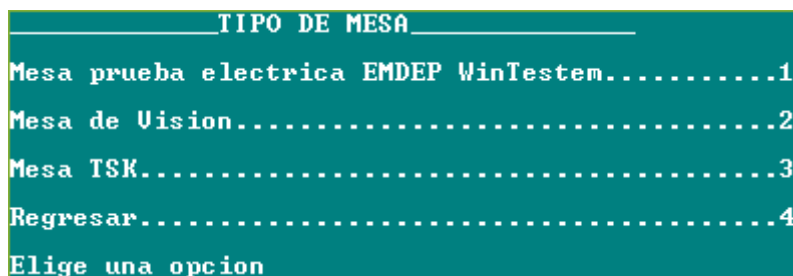 _____________TIPO DE MESA______________
Mesa prueba electrica EMDEP WinTestem...........1
Mesa de Vision..................................2
Mesa TSK........................................3
Regresar........................................4
Elige una opcion